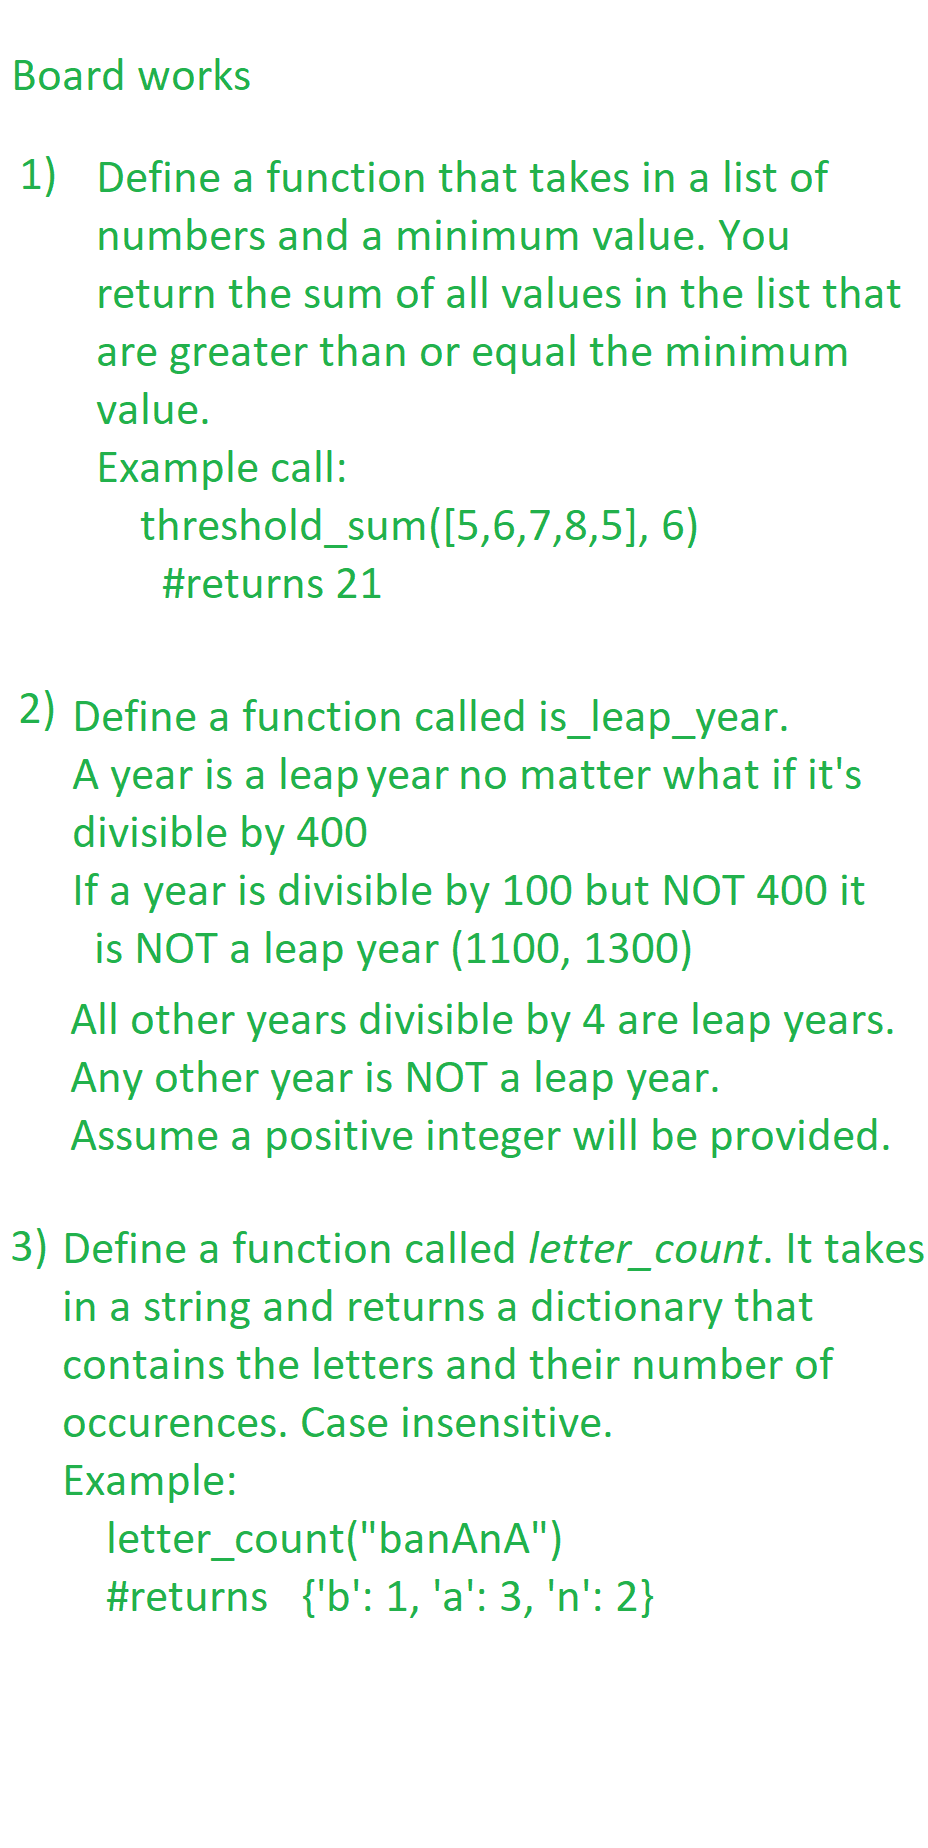 Board works
1) Define a function that takes in a list of
numbers and a minimum value. You
return the sum of all values in the list that
are greater than or equal the minimum
value.
Example call:
threshold_sum([5,6,7,8,5], 6)
#returns 21
2) Define a function called is_leap_year.
A year is a leap year no matter what if it's
divisible by 400
If a year is divisible by 100 but NOT 400 it
is NOT a leap year (1100, 1300)
All other years divisible by 4 are leap years.
Any other year is NOT a leap year.
Assume a positive integer will be provided.
3) Define a function called letter_count. It takes
in a string and returns a dictionary that
contains the letters and their number of
occurences. Case insensitive.
Example:
letter_count("banAnA")
#returns {'b': 1, 'a': 3, 'n': 2}